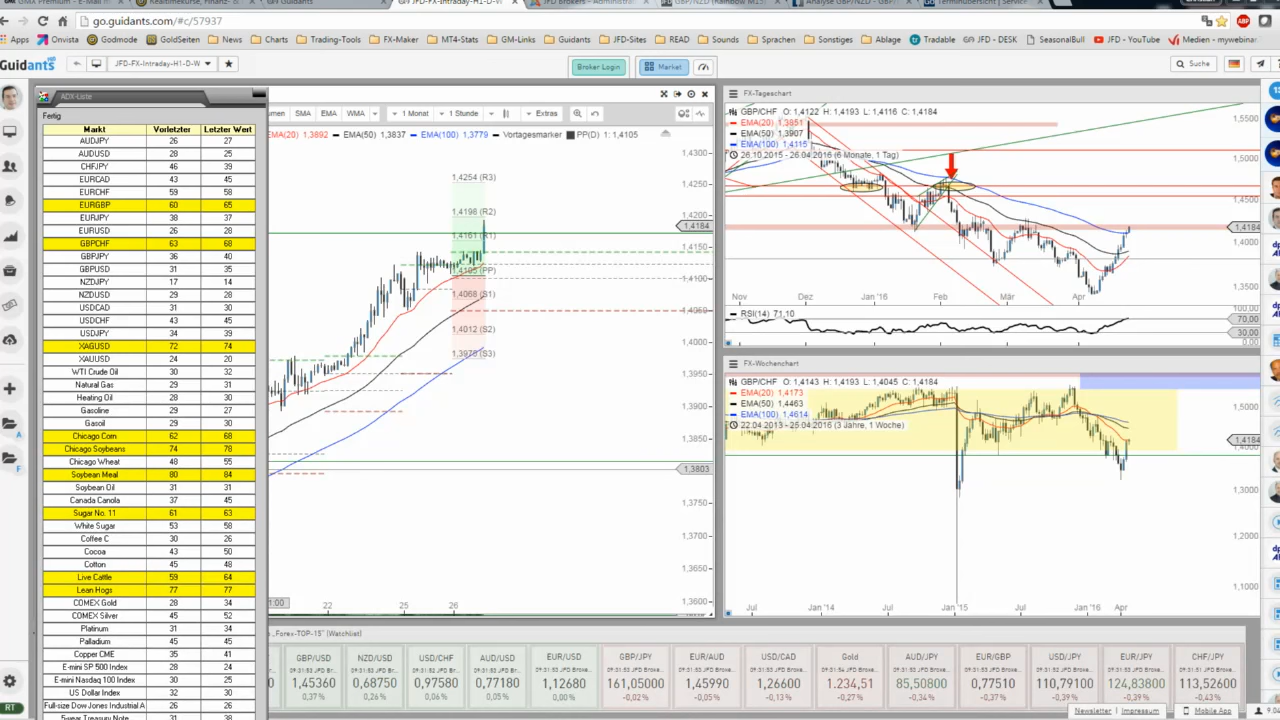 go.guidants.com/#c/57937
Apps Onvista Godmode GoldSeiten News Charts Trading-Tools FX-Maker MT4-Stats CM-Links Guidants JFD-Sites READ Sounds Sprachen Sonstiges Ablage Tradable JFD - DESK SeasonalBull JFD - YouTube Medien - mywebinar
Guidants JFD-FX-Intraday-H1-D-W Broker Login Market Suche
ADX-Liste
Fertig
Markt Vorletzter Letzter Wert
AUDJPY 26 27
AUDUSD 28 25
CHFJPY 46 39
EURCAD 43 45
EURCHF 59 58
EURGBP 60 65
EURJPY 38 37
EURUSD 26 28
GBPCHF 63 68
GBPJPY 36 40
GBPUSD 31 35
NZDJPY 17 14
NZDUSD 29 28
USDCAD 30 31
USDCHF 43 45
USDJPY 34 39
XAGUSD 72 74
XAUUSD 24 20
WTI Crude Oil 30 32
Natural Gas 29 31
Heating Oil 28 30
Gasoline 29 27
Gasoil 29 30
Chicago Corn 62 68
Chicago Soybeans 74 78
Chicago Wheat 48 55
Soybean Meal 80 84
Soybean Oil 31 31
Canada Canola 37 45
Sugar No. 11 61 63
White Sugar 53 58
Coffee C 30 26
Cocoa 43 50
Cotton 45 48
Live Cattle 59 64
Lean Hogs 77 77
COMEX Gold 28 34
COMEX Silver 45 52
Platinum 31 34
Palladium 45 45
Copper CME 35 41
E-mini SP 500 Index 28 24
E-mini Nasdaq 100 Index 30 25
US Dollar Index 32 30
Full-size Dow Jones Industrial A 26 26
5-year Treasury Note 31 38
SMA EMA WMA 1 Monat 1 Stunde Extras
EMA(20) 1,3892 EMA(50) 1,3837 EMA(100) 1,3779 Vortagesmarker PP(D) 1: 1,4105
1,4254 (R3)
1,4198 (R2)
1,4161 (R1)
1,4105 (PP)
1,4068 (S1)
1,4012 (S2)
1,3975 (S3)
1,4300
1,4250
1,4200
1,4184
1,4150
1,4100
1,4050
1,4000
1,3950
1,3900
1,3850
1,3803
1,3750
1,3700
1,3650
1,3600
22 25 26
FX-Tageschart
GBP/CHF O: 1,4122 H: 1,4193 L: 1,4116 C: 1,4184
EMA(20) 1,3851
EMA(50) 1,3907
EMA(100) 1,4115
26.10.2015 - 26.04.2016 (6 Monate, 1 Tag)
1,5500
1,5000
1,4500
1,4184
1,4000
1,3500
Nov Dez Jan '16 Feb Mär Apr
RSI(14) 71,10
100,00
70,00
30,00
0,00
FX-Wochenchart
GBP/CHF O: 1,4143 H: 1,4193 L: 1,4045 C: 1,4184
EMA(20) 1,4173
EMA(50) 1,4463
EMA(100) 1,4614
22.04.2013 - 25.04.2016 (3 Jahre, 1 Woche)
1,5000
1,4184
1,4000
1,3000
1,2000
1,1000
Jul Jan '14 Jul Jan '15 Jul Jan '16 Apr
„Forex-TOP-15" (Watchlist)
GBP/USD NZD/USD USD/CHF AUD/USD EUR/USD GBP/JPY EUR/AUD USD/CAD Gold AUD/JPY EUR/GBP USD/JPY EUR/JPY CHF/JPY
1,45360 0,68750 0,97580 0,77180 1,12680 161,05000 1,45990 1,26600 1.234,51 85,50800 0,77510 110,79100 124,83800 113,52600
0,37% 0,26% 0,06% 0,05% 0,00% -0,02% -0,05% -0,13% -0,27% -0,34% -0,37% -0,39% -0,39% -0,43%
RT Newsletter | Impressum Mobile App